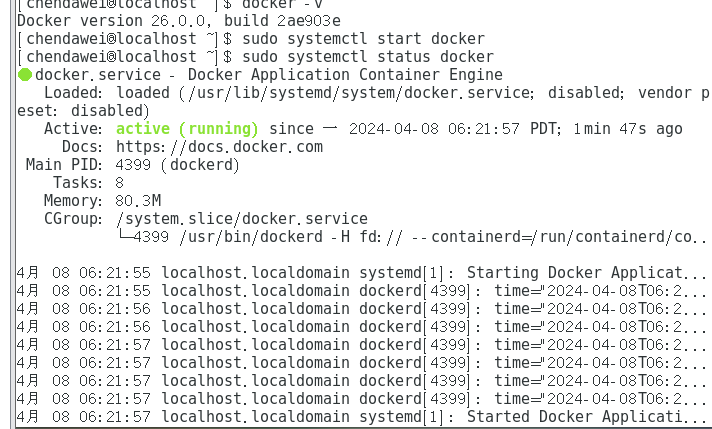 [chendawei@localhost ~]$ docker -v
Docker version 26.0.0, build 2ae903e
[chendawei@localhost ~]$ sudo systemctl start docker
[chendawei@localhost ~]$ sudo systemctl status docker
●docker.service - Docker Application Container Engine
Loaded: loaded (/usr/lib/systemd/system/docker.service; disabled; vendor p
eset: disabled)
Active: active (running) since 一 2024-04-08 06:21:57 PDT; 1min 47s ago
Docs: https://docs.docker.com
Main PID: 4399 (dockerd)
Tasks: 8
Memory: 80.3M
CGroup: /system.slice/docker.service
└─4399 /usr/bin/dockerd -H fd:// --containerd=/run/containerd/co...
4月 08 06:21:55 localhost.localdomain systemd[1]: Starting Docker Applicat...
4月 08 06:21:55 localhost.localdomain dockerd[4399]: time="2024-04-08T06:2...
4月 08 06:21:56 localhost.localdomain dockerd[4399]: time="2024-04-08T06:2...
4月 08 06:21:56 localhost.localdomain dockerd[4399]: time="2024-04-08T06:2...
4月 08 06:21:57 localhost.localdomain dockerd[4399]: time="2024-04-08T06:2...
4月 08 06:21:57 localhost.localdomain dockerd[4399]: time="2024-04-08T06:2...
4月 08 06:21:57 localhost.localdomain dockerd[4399]: time="2024-04-08T06:2...
4月 08 06:21:57 localhost.localdomain dockerd[4399]: time="2024-04-08T06:2...
4月 08 06:21:57 localhost.localdomain systemd[1]: Started Docker Applicati...